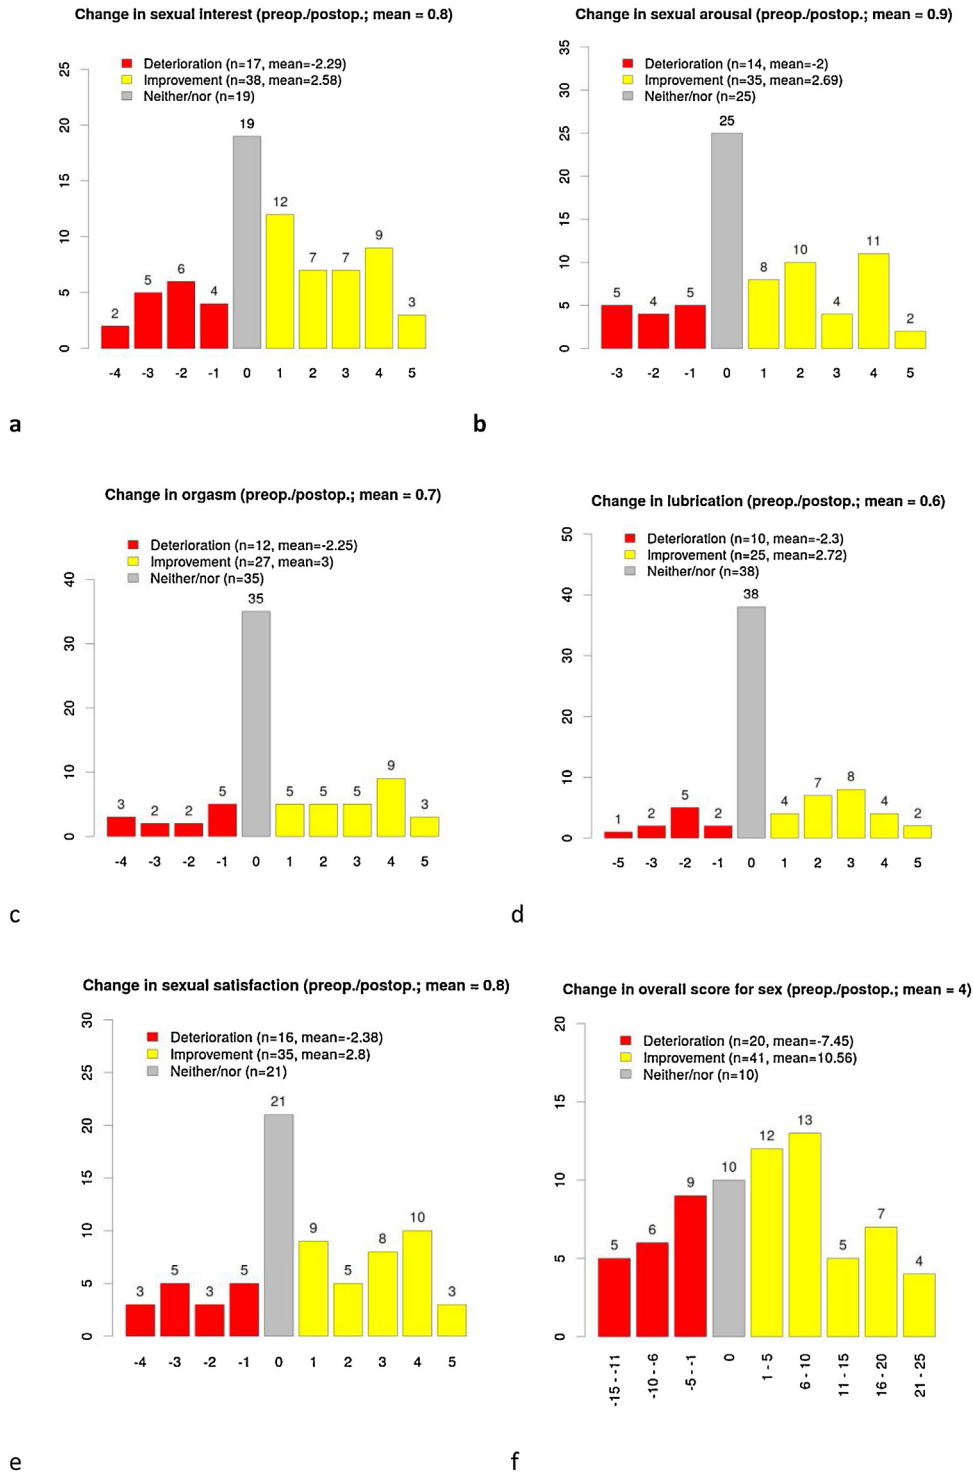 Change in sexual interest (preop./postop.; mean = 0.8)
Deterioration (n=17, mean=-2.29)
Improvement (n=38, mean=2.58)
Neither/nor (n=19)
25
20
15
10
5
0
2
5
6
4
19
12
7
7
9
3
-4 -3 -2 -1 0 1 2 3 4 5
a
Change in sexual arousal (preop./postop.; mean = 0.9)
Deterioration (n=14, mean=-2)
Improvement (n=35, mean=2.69)
Neither/nor (n=25)
35
30
25
20
15
10
5
0
5
4
5
25
8
10
4
11
2
-3 -2 -1 0 1 2 3 4 5
b
Change in orgasm (preop./postop.; mean = 0.7)
Deterioration (n=12, mean=-2.25)
Improvement (n=27, mean=3)
Neither/nor (n=35)
40
30
20
10
0
3
2
2
5
35
5
5
5
9
3
-4 -3 -2 -1 0 1 2 3 4 5
c
Change in lubrication (preop./postop.; mean = 0.6)
Deterioration (n=10, mean=-2.3)
Improvement (n=25, mean=2.72)
Neither/nor (n=38)
50
40
30
20
10
0
1
2
5
2
38
4
7
8
4
2
-5 -3 -2 -1 0 1 2 3 4 5
d
Change in sexual satisfaction (preop./postop.; mean = 0.8)
Deterioration (n=16, mean=-2.38)
Improvement (n=35, mean=2.8)
Neither/nor (n=21)
30
25
20
15
10
5
0
3
5
3
5
21
9
5
8
10
3
-4 -3 -2 -1 0 1 2 3 4 5
e
Change in overall score for sex (preop./postop.; mean = 4)
Deterioration (n=20, mean=-7.45)
Improvement (n=41, mean=10.56)
Neither/nor (n=10)
20
15
10
5
0
5
6
9
10
12
13
5
7
4
-15 - -11
-10 - -6
-5 - -1
0
1 - 5
6 - 10
11 - 15
16 - 20
21 - 25
f